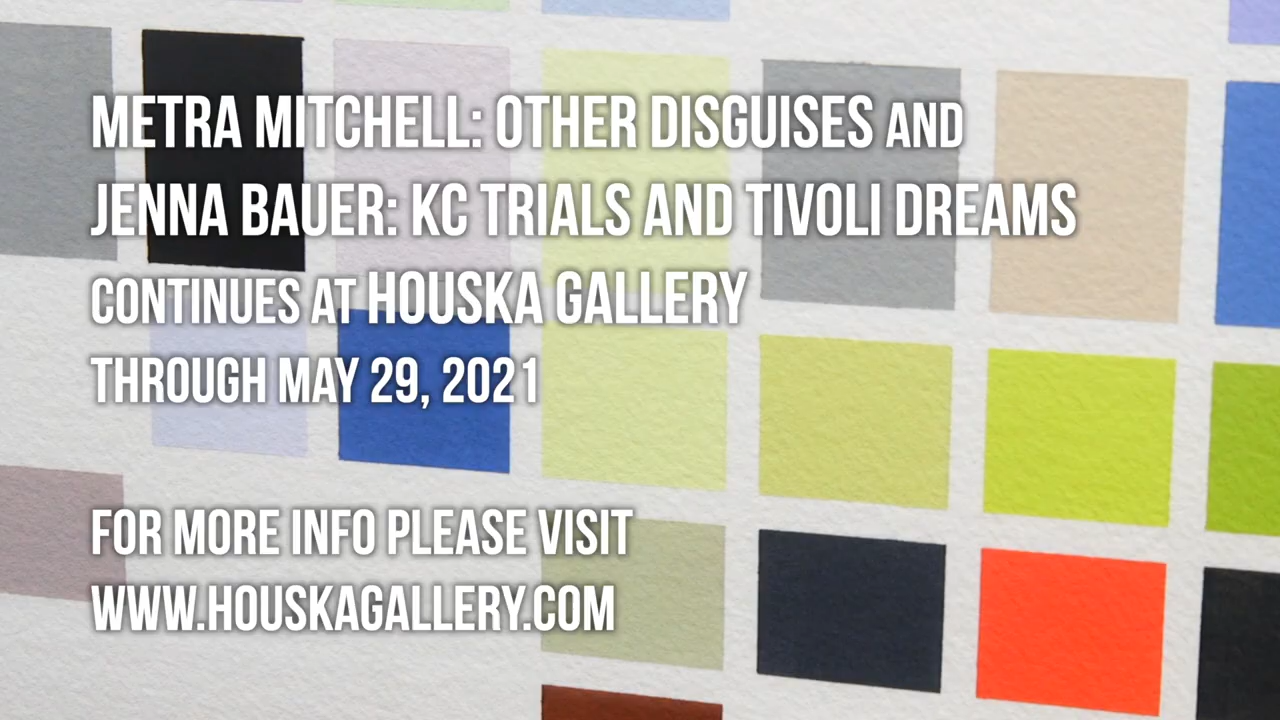 METRA MITCHELL: OTHER DISGUISES AND
JENNA BAUER: KC TRIALS AND TIVOLI DREAMS
CONTINUES AT HOUSKA GALLERY
THROUGH MAY 29, 2021
FOR MORE INFO PLEASE VISIT
WWW.HOUSKAGALLERY.COM